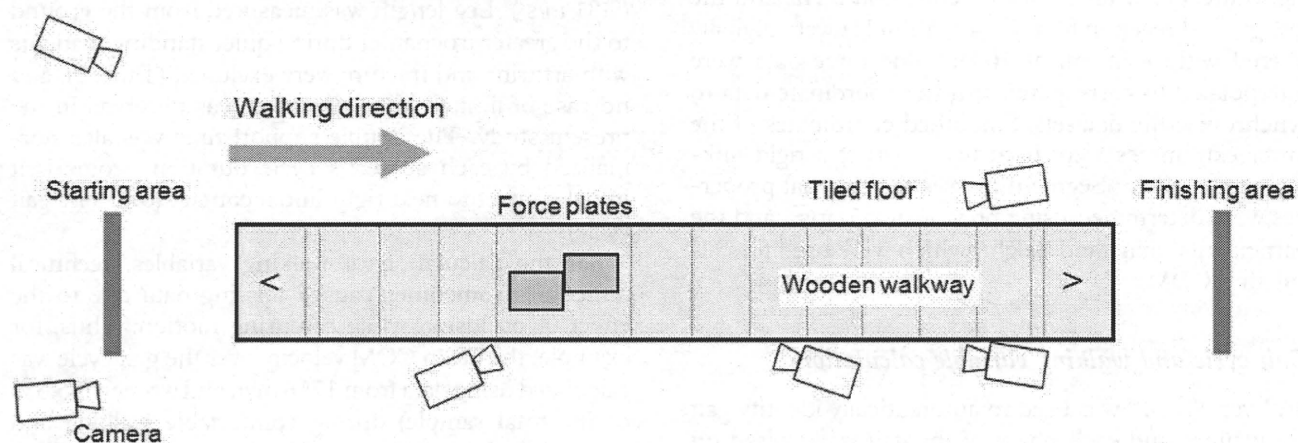 Walking direction
Starting area
Force plates
Tiled floor
Finishing area
<
Wooden walkway
>
Camera